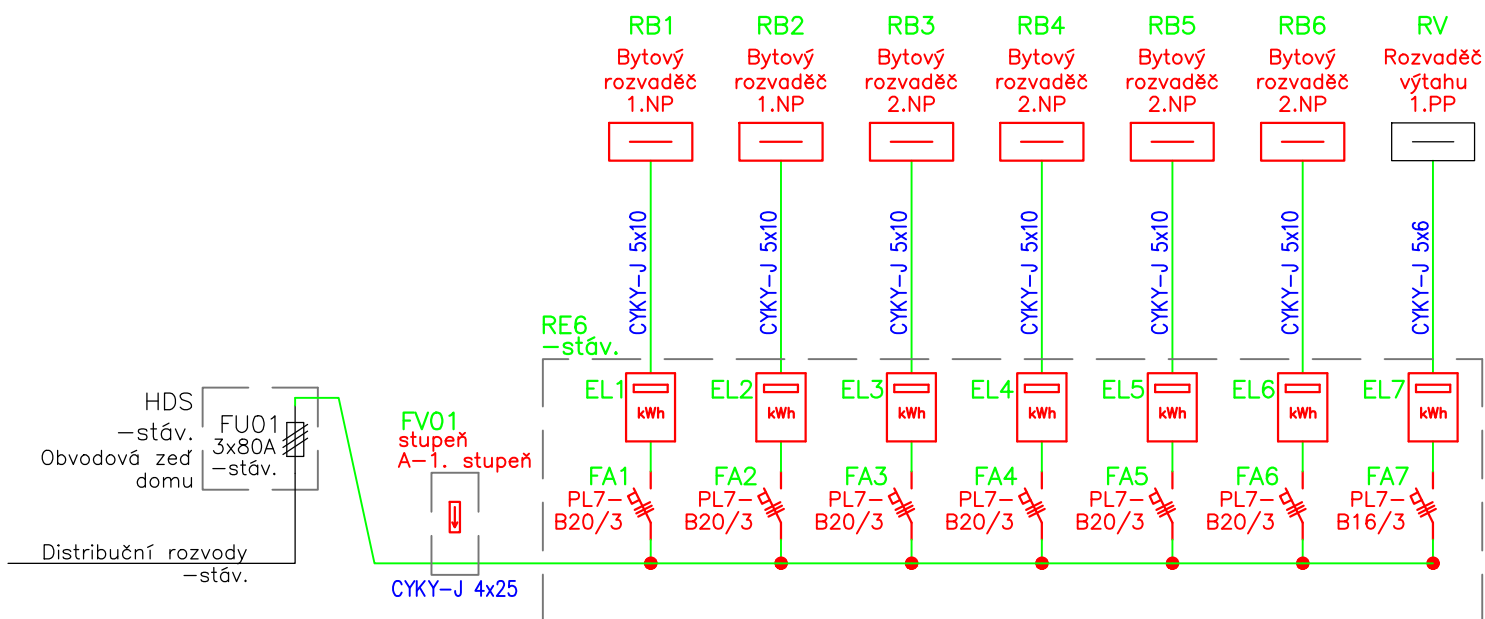 RB1
Bytový
rozvaděč
1.NP
RB2
Bytový
rozvaděč
1.NP
RB3
Bytový
rozvaděč
2.NP
RB4
Bytový
rozvaděč
2.NP
RB5
Bytový
rozvaděč
2.NP
RB6
Bytový
rozvaděč
2.NP
RV
Rozvaděč
výtahu
1.PP
CYKY-J 5x10
CYKY-J 5x10
CYKY-J 5x10
CYKY-J 5x10
CYKY-J 5x10
CYKY-J 5x10
CYKY-J 5x6
RE6
-stáv.
EL1
kWh
EL2
kWh
EL3
kWh
EL4
kWh
EL5
kWh
EL6
kWh
EL7
kWh
HDS
-stáv.
Obvodová zeď
domu
FU01
3x80A
-stáv.
FV01
stupeň
A-1. stupeň
FA1
PL7-
B20/3
FA2
PL7-
B20/3
FA3
PL7-
B20/3
FA4
PL7-
B20/3
FA5
PL7-
B20/3
FA6
PL7-
B20/3
FA7
PL7-
B16/3
Distribuční rozvody
-stáv.
CYKY-J 4x25